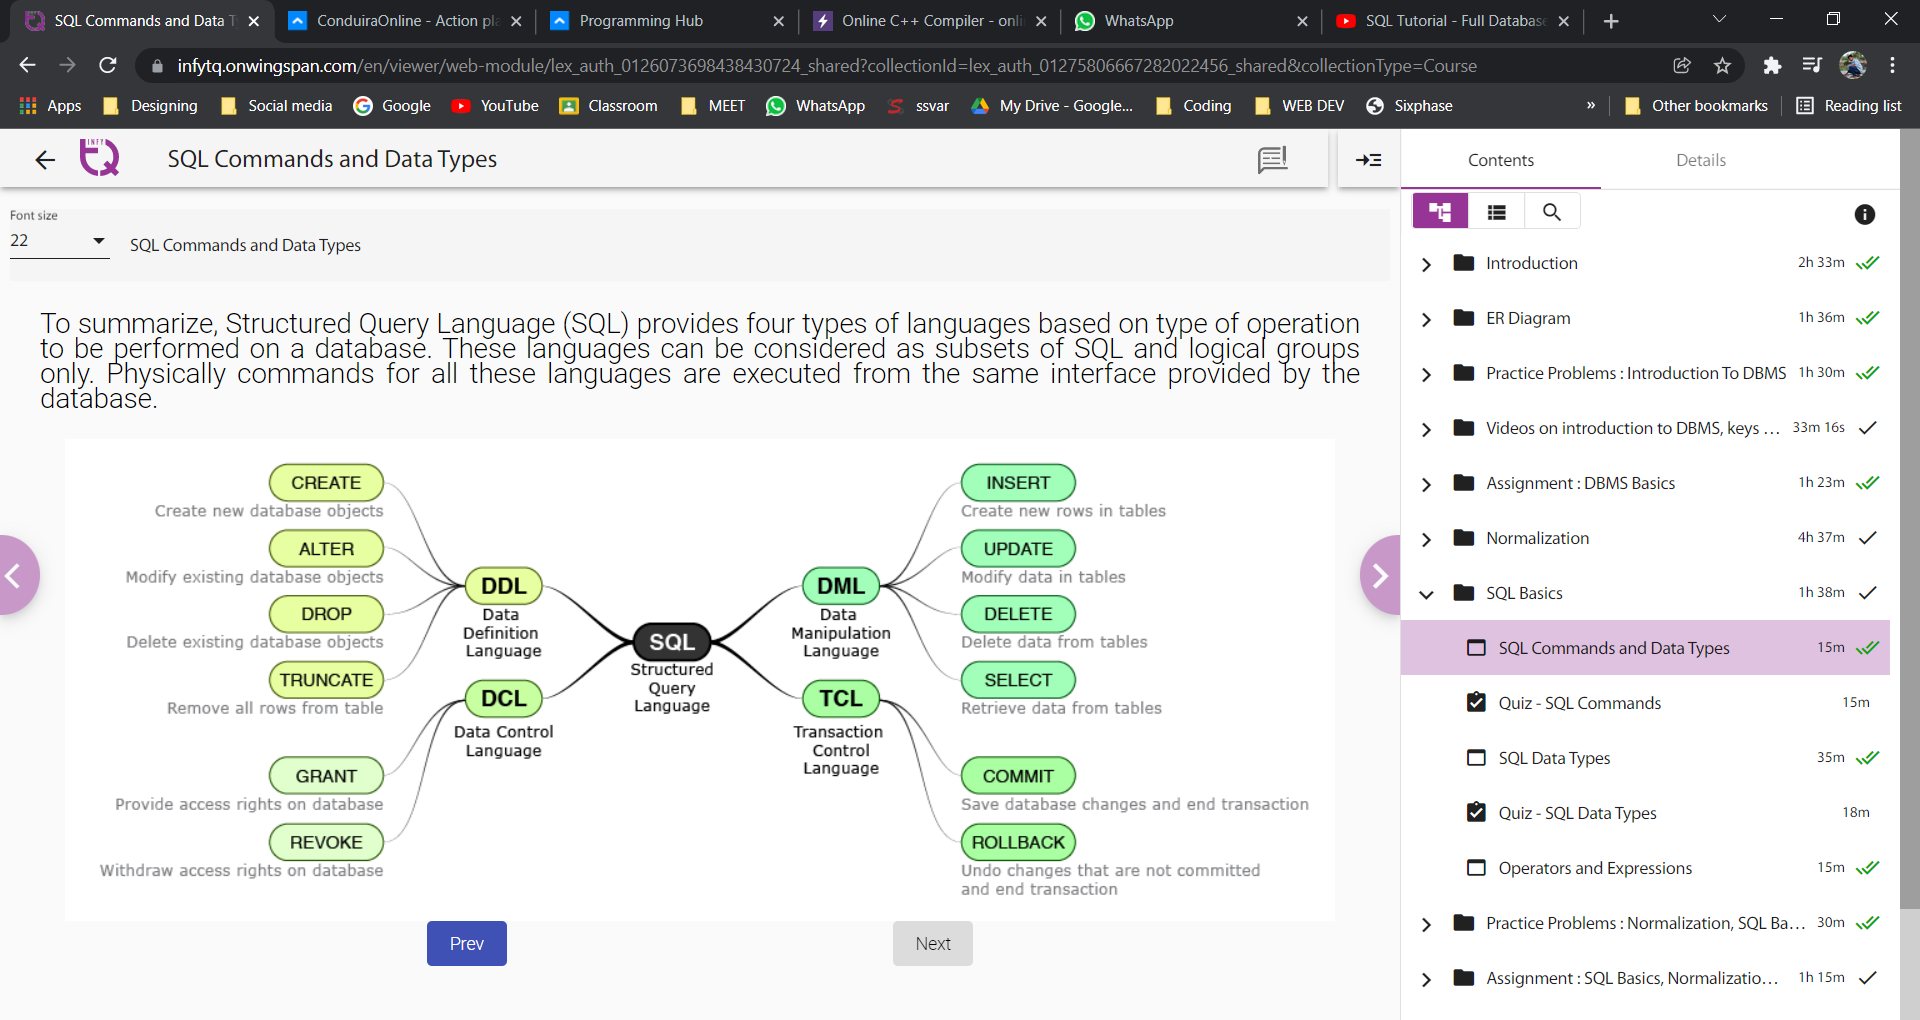 SQL Commands and Data T
ConduiraOnline - Action pla
Programming Hub
Online C++ Compiler - onli
WhatsApp
SQL Tutorial - Full Database
infytq.onwingspan.com/en/viewer/web-module/lex_auth_0126073698438430724_shared?collectionId=lex_auth_01275806667282022456_shared&collectionType=Course
Apps
Designing
Social media
Google
YouTube
Classroom
MEET
WhatsApp
ssvar
My Drive - Google...
Coding
WEB DEV
Sixphase
»
Other bookmarks
Reading list
INFY
TQ
SQL Commands and Data Types
Font size
22
SQL Commands and Data Types
To summarize, Structured Query Language (SQL) provides four types of languages based on type of operation
to be performed on a database. These languages can be considered as subsets of SQL and logical groups
only. Physically commands for all these languages are executed from the same interface provided by the
database.
CREATE
Create new database objects
ALTER
Modify existing database objects
DROP
Delete existing database objects
TRUNCATE
Remove all rows from table
GRANT
Provide access rights on database
REVOKE
Withdraw access rights on database
DDL
Data
Definition
Language
DCL
Data Control
Language
SQL
Structured
Query
Language
DML
Data
Manipulation
Language
TCL
Transaction
Control
Language
INSERT
Create new rows in tables
UPDATE
Modify data in tables
DELETE
Delete data from tables
SELECT
Retrieve data from tables
COMMIT
Save database changes and end transaction
ROLLBACK
Undo changes that are not committed
and end transaction
Prev
Next
Contents
Details
Introduction 2h 33m
ER Diagram 1h 36m
Practice Problems : Introduction To DBMS 1h 30m
Videos on introduction to DBMS, keys ... 33m 16s
Assignment : DBMS Basics 1h 23m
Normalization 4h 37m
SQL Basics 1h 38m
SQL Commands and Data Types 15m
Quiz - SQL Commands 15m
SQL Data Types 35m
Quiz - SQL Data Types 18m
Operators and Expressions 15m
Practice Problems : Normalization, SQL Ba... 30m
Assignment : SQL Basics, Normalizatio... 1h 15m